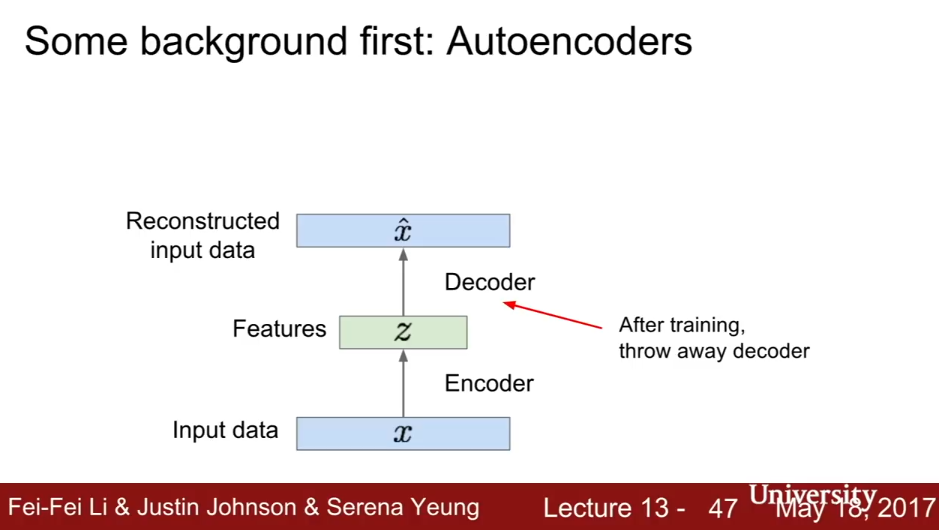 Some background first: Autoencoders
Reconstructed
input data
x̂
Decoder
Features
z
After training,
throw away decoder
Encoder
Input data
x
Fei-Fei Li & Justin Johnson & Serena Yeung
Lecture 13 - 47
University
May 18, 2017